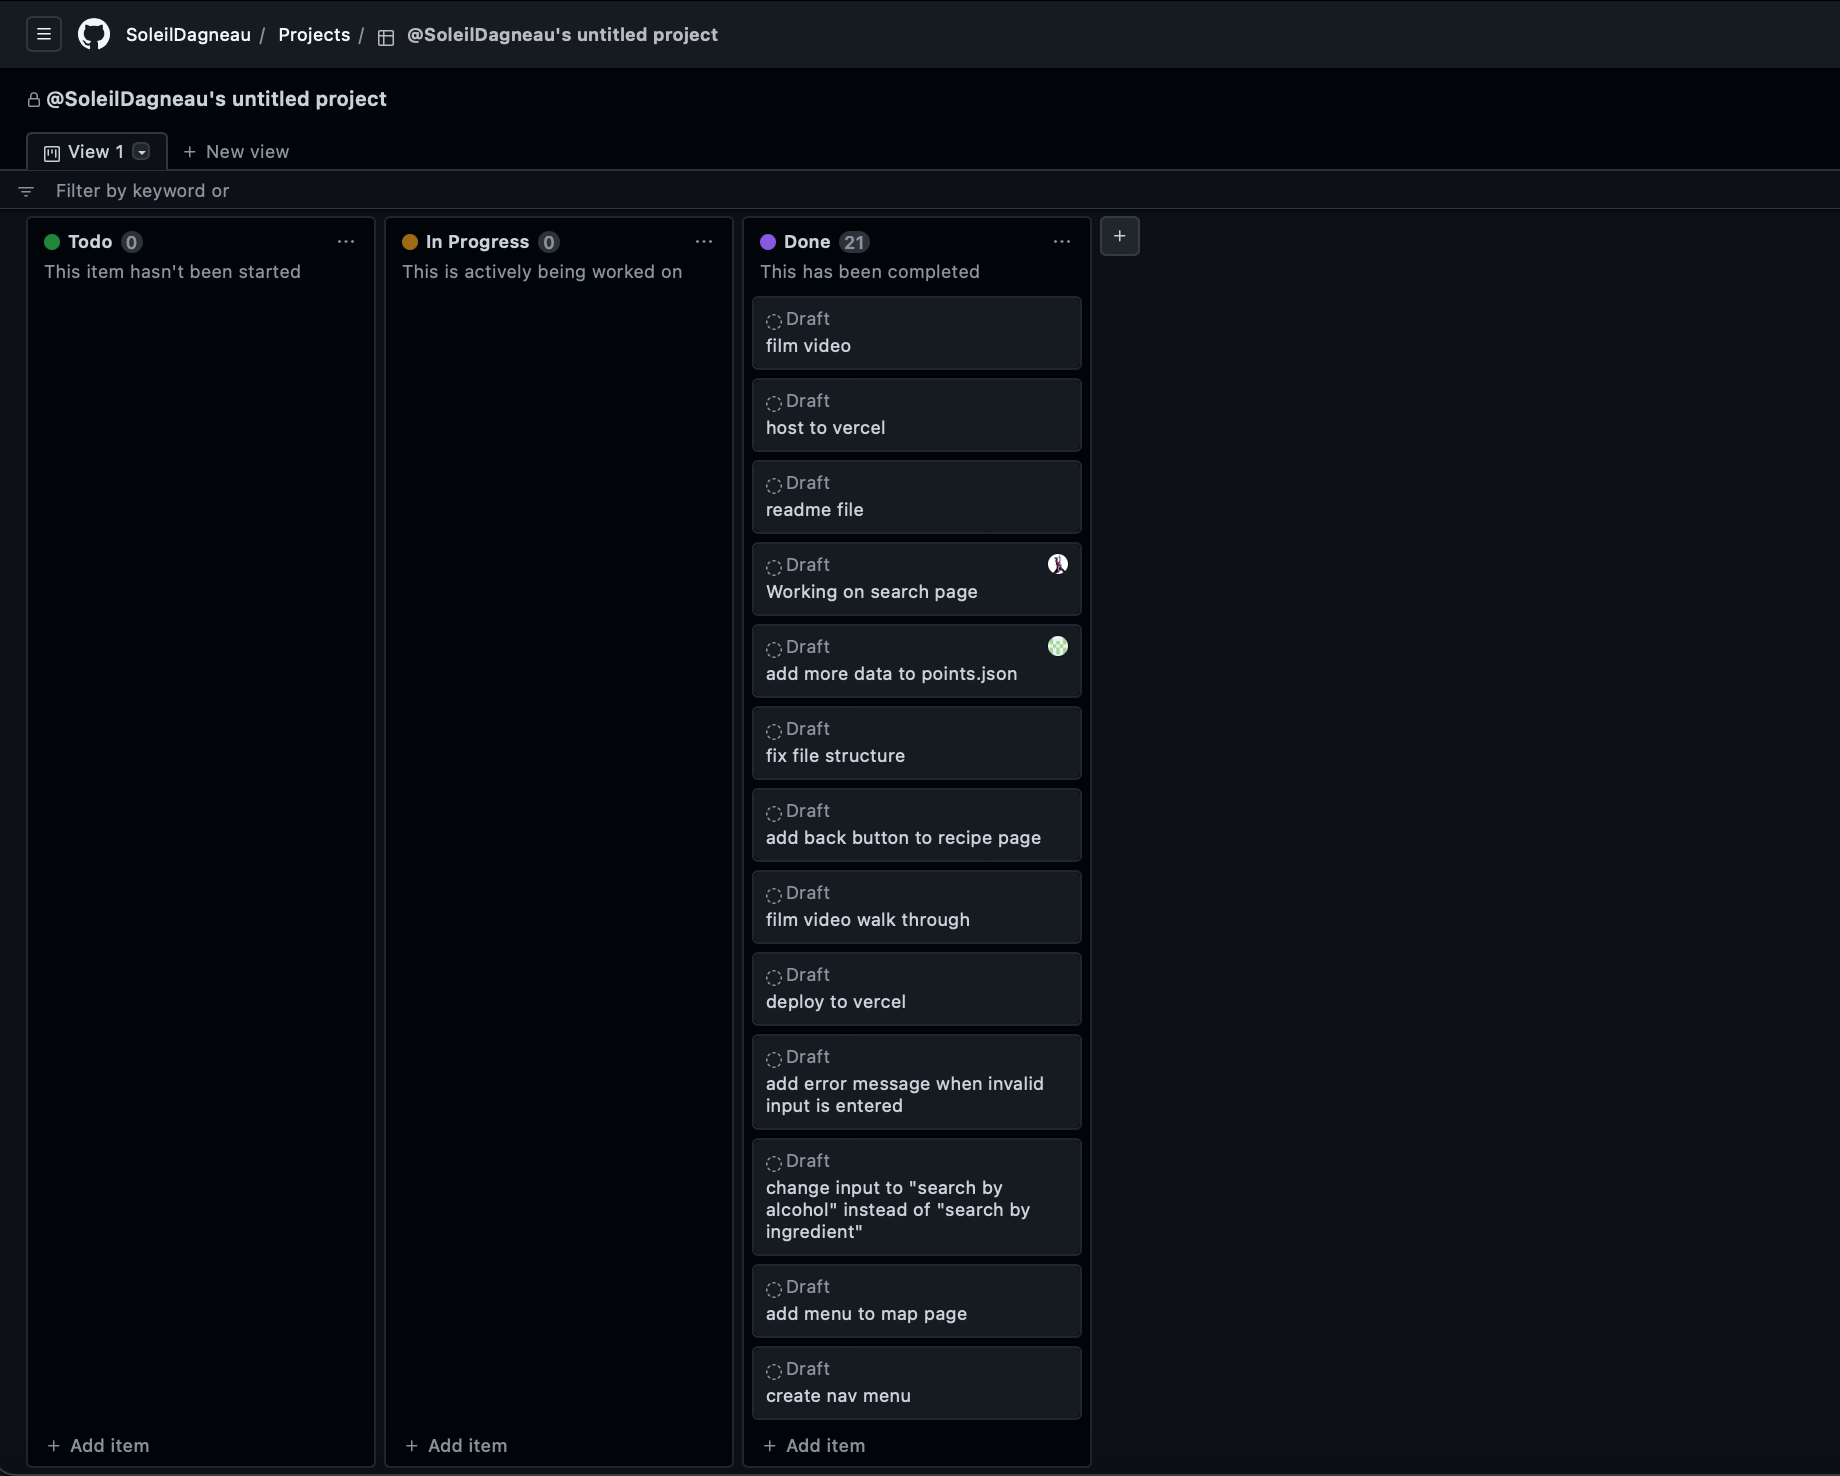 SoleilDagneau / Projects / @SoleilDagneau's untitled project
@SoleilDagneau's untitled project
View 1
+ New view
Filter by keyword or
Todo 0
This item hasn't been started
+ Add item
In Progress 0
This is actively being worked on
+ Add item
Done 21
This has been completed
Draft
film video
Draft
host to vercel
Draft
readme file
Draft
Working on search page
Draft
add more data to points.json
Draft
fix file structure
Draft
add back button to recipe page
Draft
film video walk through
Draft
deploy to vercel
Draft
add error message when invalid
input is entered
Draft
change input to "search by
alcohol" instead of "search by
ingredient"
Draft
add menu to map page
Draft
create nav menu
+ Add item
+